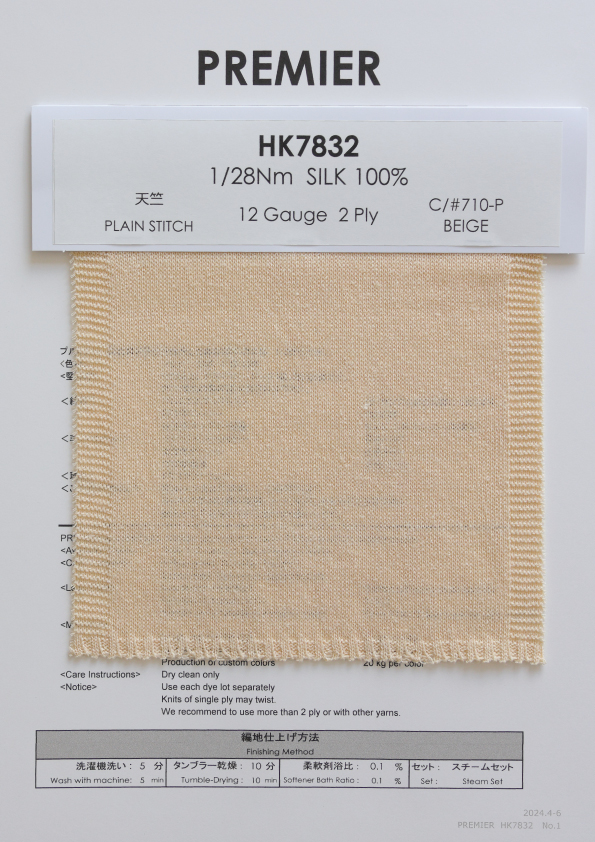 PREMIER
HK7832
1/28Nm SILK 100%
天竺
PLAIN STITCH
12 Gauge 2 Ply
C/#710-P
BEIGE
プル
<色
<堅
PR
<A
<C
<L
<M
Production of custom colors
20 kg per color
<Care Instructions> Dry clean only
<Notice> Use each dye lot separately
Knits of single ply may twist.
We recommend to use more than 2 ply or with other yarns.
編地仕上げ方法
Finishing Method
洗濯機洗い: 5 分 タンブラー乾燥: 10 分 柔軟剤浴比: 0.1 % セット: スチームセット
Wash with machine: 5 min Tumble-Drying: 10 min Softener Bath Ratio: 0.1 % Set: Steam Set
2024.4-6
PREMIER HK7832 No.1